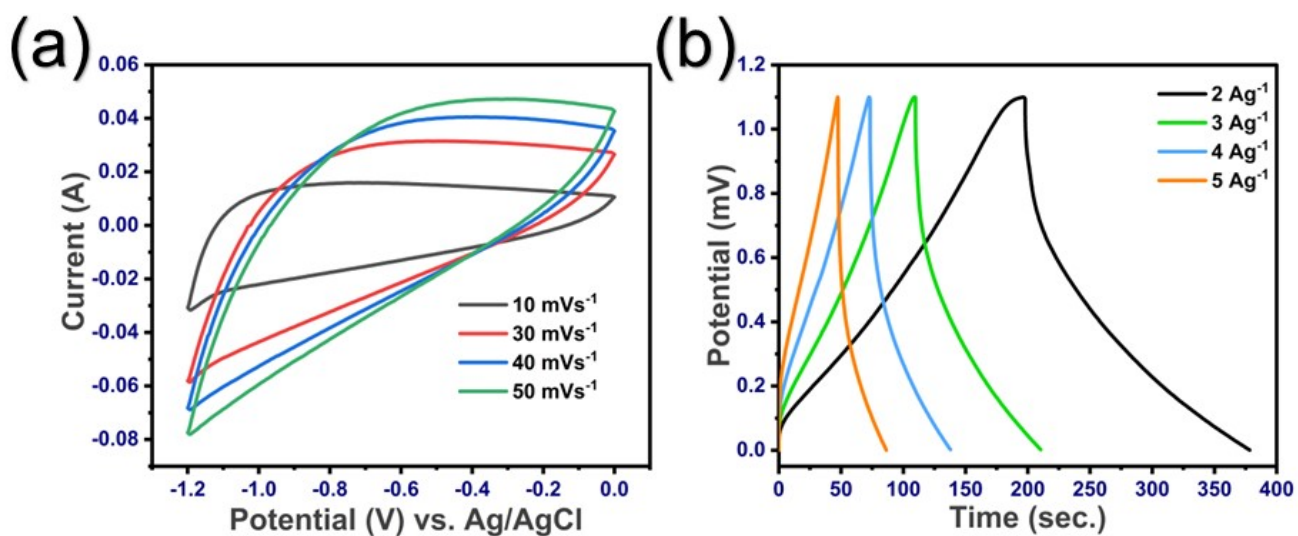 (a)
0.06
0.04
0.02
0.00
-0.02
-0.04
-0.06
-0.08
Current (A)
10 mVs⁻¹
30 mVs⁻¹
40 mVs⁻¹
50 mVs⁻¹
-1.2 -1.0 -0.8 -0.6 -0.4 -0.2 0.0
Potential (V) vs. Ag/AgCl
(b)
1.2
1.0
0.8
0.6
0.4
0.2
0.0
Potential (mV)
2 Ag⁻¹
3 Ag⁻¹
4 Ag⁻¹
5 Ag⁻¹
0 50 100 150 200 250 300 350 400
Time (sec.)